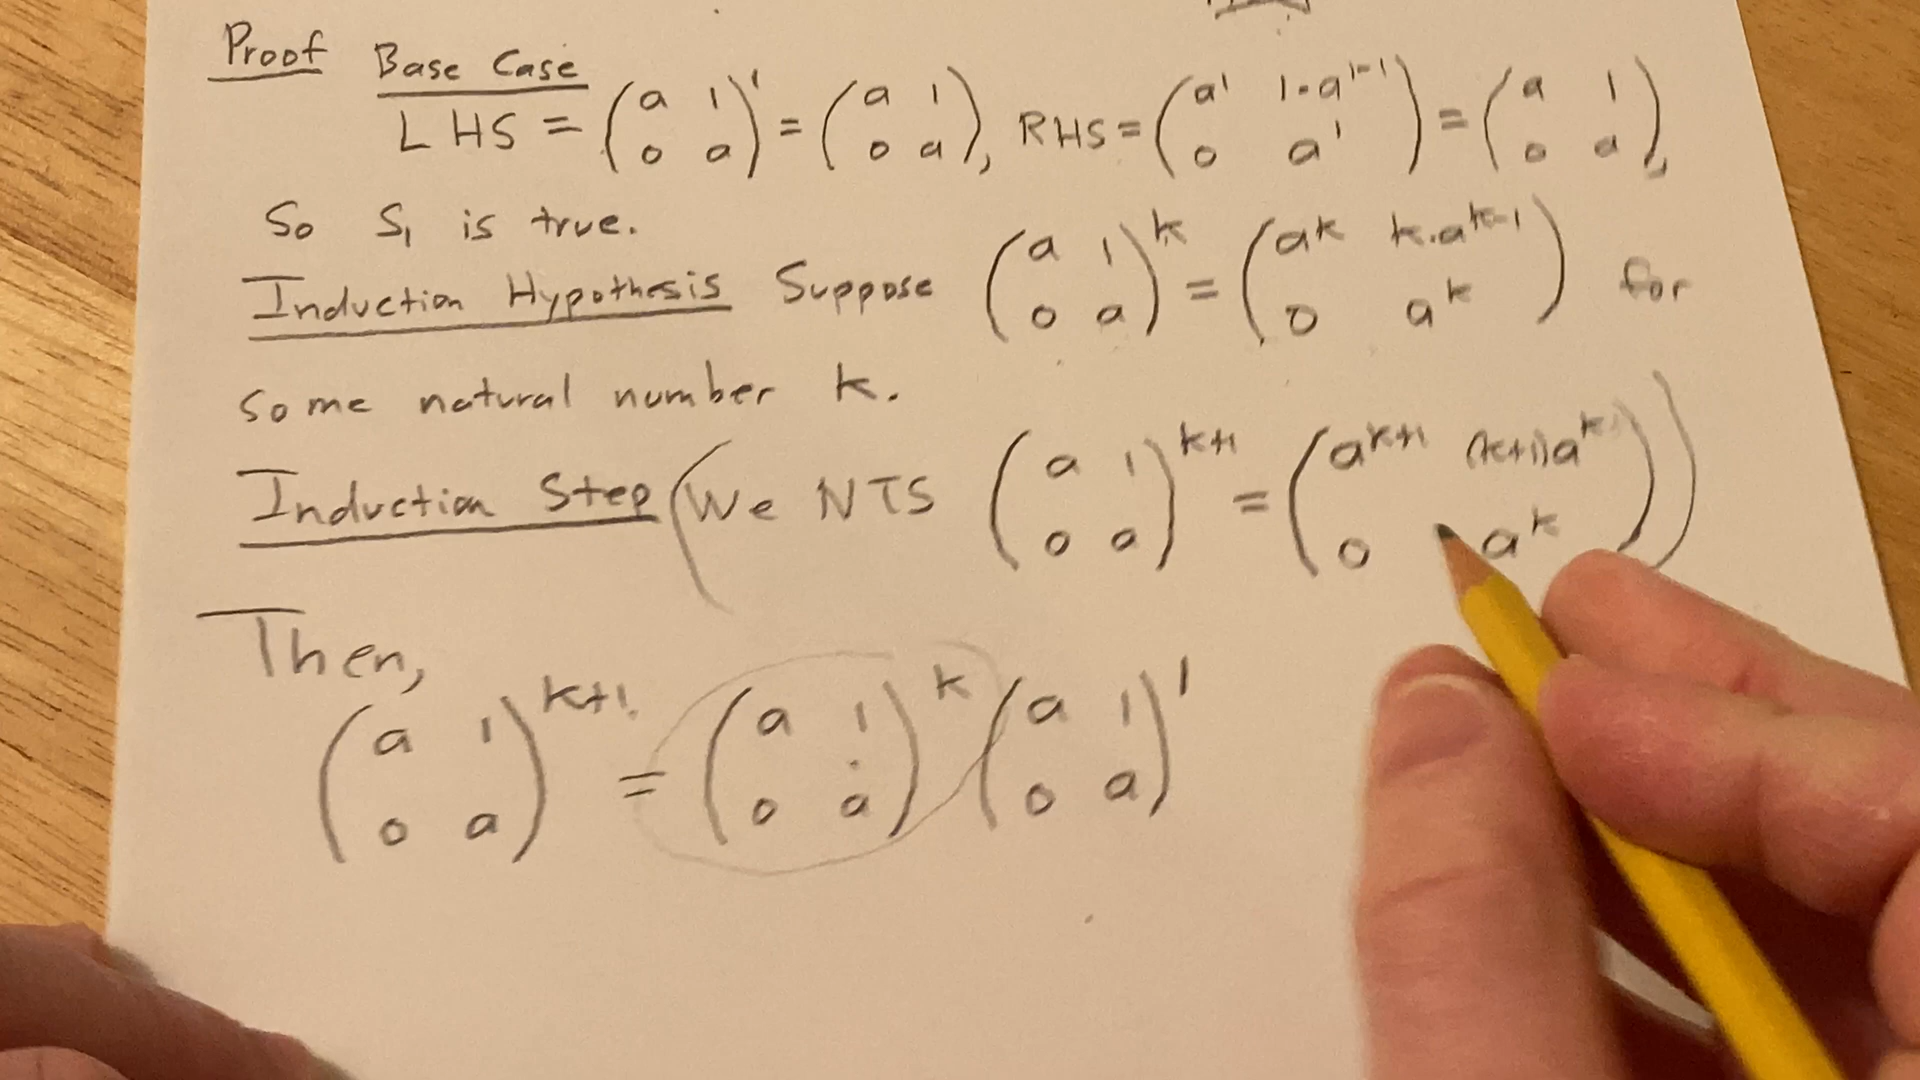 Proof Base Case
LHS = (a 1 0 a)^1 = (a 1 0 a), RHS = (a^1 1·a^{1-1} 0 a^1) = (a 1 0 a),
So S₁ is true.
Induction Hypothesis Suppose (a 1 0 a)^k = (a^k k·a^{k-1} 0 a^k) for
some natural number k.
Induction Step (We NTS (a 1 0 a)^{k+1} = (a^{k+1} (k+1)a^k 0 a^k))
Then,
(a 1 0 a)^{k+1} = (a 1 0 a)^k (a 1 0 a)^1